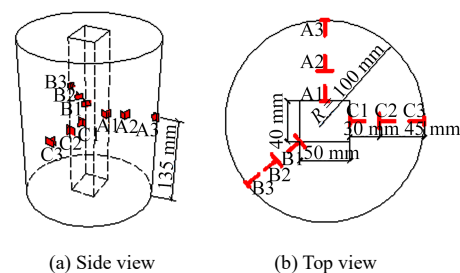 B3
B2
B1
A1
A2
A3
C1
C2
C3
135 mm
(a) Side view
A3
A2
A1
R
100 mm
C1
C2
C3
30 mm
45 mm
40 mm
50 mm
B1
B2
B3
(b) Top view